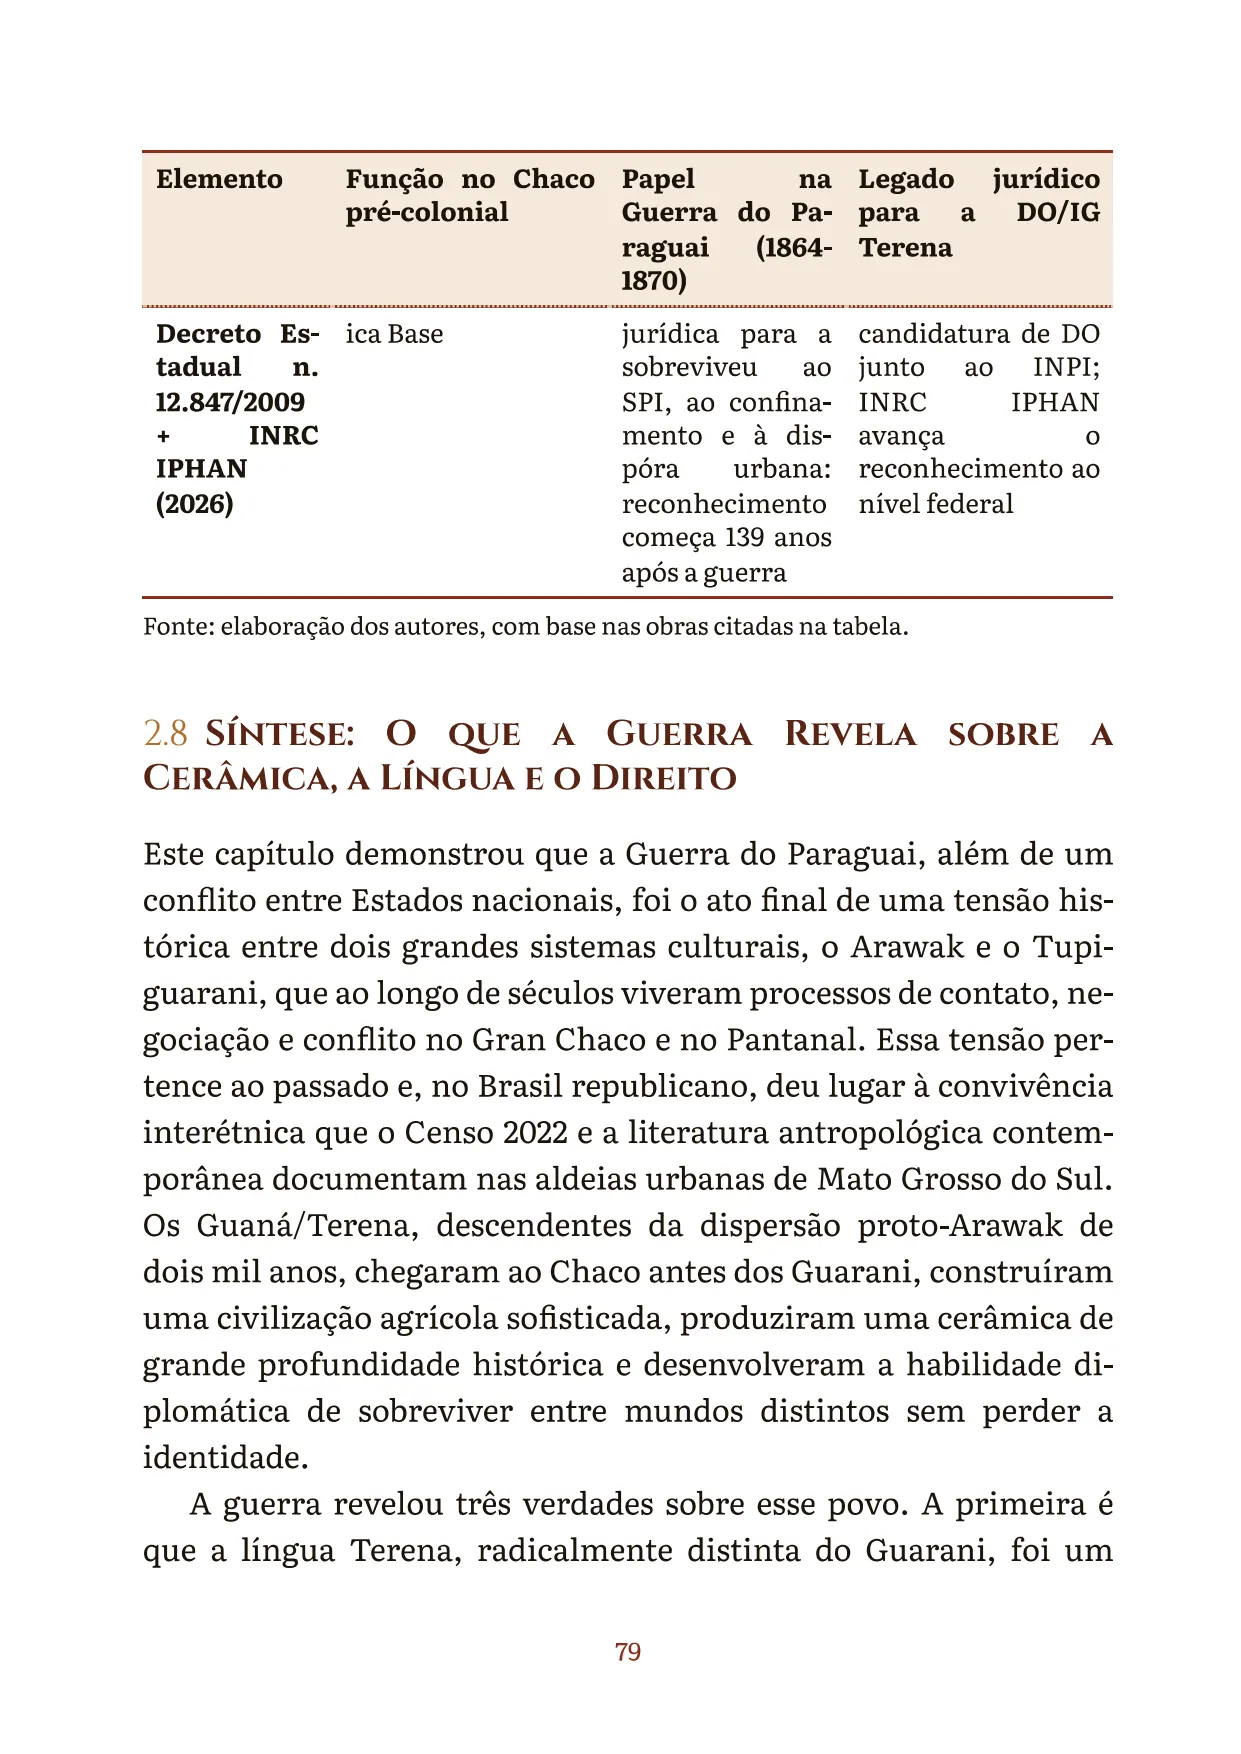 Elemento
Função no Chaco
pré-colonial
Papel na
Guerra do Pa-
raguai (1864-
1870)
Legado jurídico
para a DO/IG
Terena
Decreto Es-
tadual n.
12.847/2009
+ INRC
IPHAN
(2026)
ica Base
jurídica para a
sobreviveu ao
SPI, ao confina-
mento e à dis-
póra urbana:
reconhecimento
começa 139 anos
após a guerra
candidatura de DO
junto ao INPI;
INRC IPHAN
avança o
reconhecimento ao
nível federal
Fonte: elaboração dos autores, com base nas obras citadas na tabela.
2.8 Síntese: O que a Guerra Revela sobre a
Cerâmica, a Língua e o Direito
Este capítulo demonstrou que a Guerra do Paraguai, além de um
conflito entre Estados nacionais, foi o ato final de uma tensão his-
tórica entre dois grandes sistemas culturais, o Arawak e o Tupi-
guarani, que ao longo de séculos viveram processos de contato, ne-
gociação e conflito no Gran Chaco e no Pantanal. Essa tensão per-
tence ao passado e, no Brasil republicano, deu lugar à convivência
interétnica que o Censo 2022 e a literatura antropológica contem-
porânea documentam nas aldeias urbanas de Mato Grosso do Sul.
Os Guaná/Terena, descendentes da dispersão proto-Arawak de
dois mil anos, chegaram ao Chaco antes dos Guarani, construíram
uma civilização agrícola sofisticada, produziram uma cerâmica de
grande profundidade histórica e desenvolveram a habilidade di-
plomática de sobreviver entre mundos distintos sem perder a
identidade.
A guerra revelou três verdades sobre esse povo. A primeira é
que a língua Terena, radicalmente distinta do Guarani, foi um
79